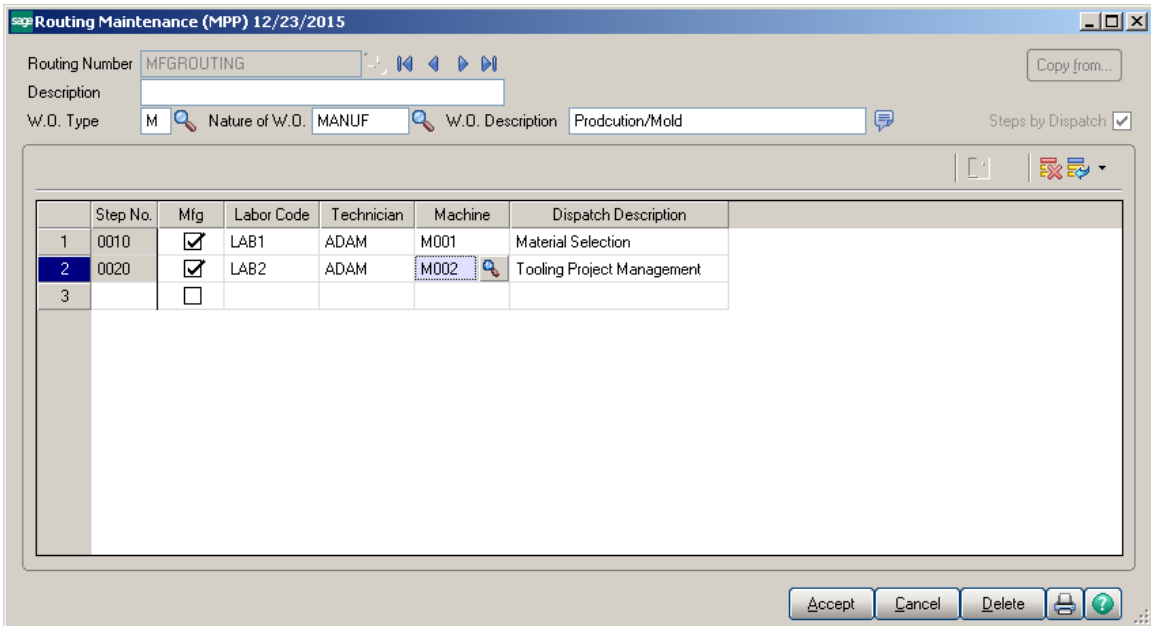 sage Routing Maintenance (MPP) 12/23/2015
Routing Number MFGROUTING Copy from...
Description
W.O. Type M Nature of W.O. MANUF W.O. Description Prodcution/Mold Steps by Dispatch
Step No. Mfg Labor Code Technician Machine Dispatch Description
1 0010 LAB1 ADAM M001 Material Selection
2 0020 LAB2 ADAM M002 Tooling Project Management
3
Accept Cancel Delete ?